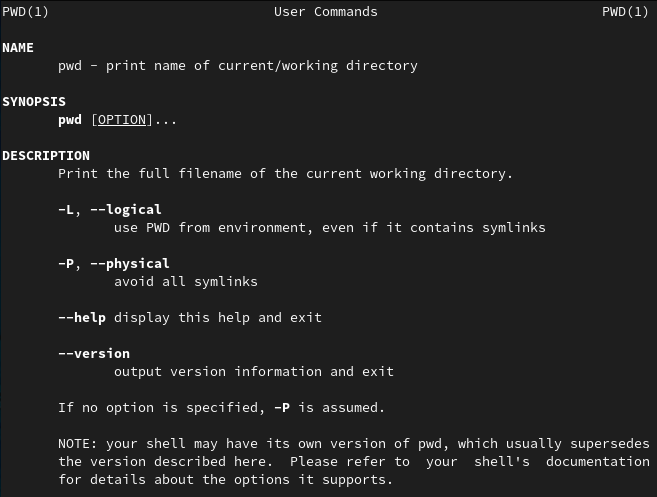 PWD(1) User Commands PWD(1)
NAME
pwd - print name of current/working directory
SYNOPSIS
pwd [OPTION]...
DESCRIPTION
Print the full filename of the current working directory.
-L, --logical
use PWD from environment, even if it contains symlinks
-P, --physical
avoid all symlinks
--help display this help and exit
--version
output version information and exit
If no option is specified, -P is assumed.
NOTE: your shell may have its own version of pwd, which usually supersedes
the version described here.  Please refer to  your  shell's  documentation
for details about the options it supports.